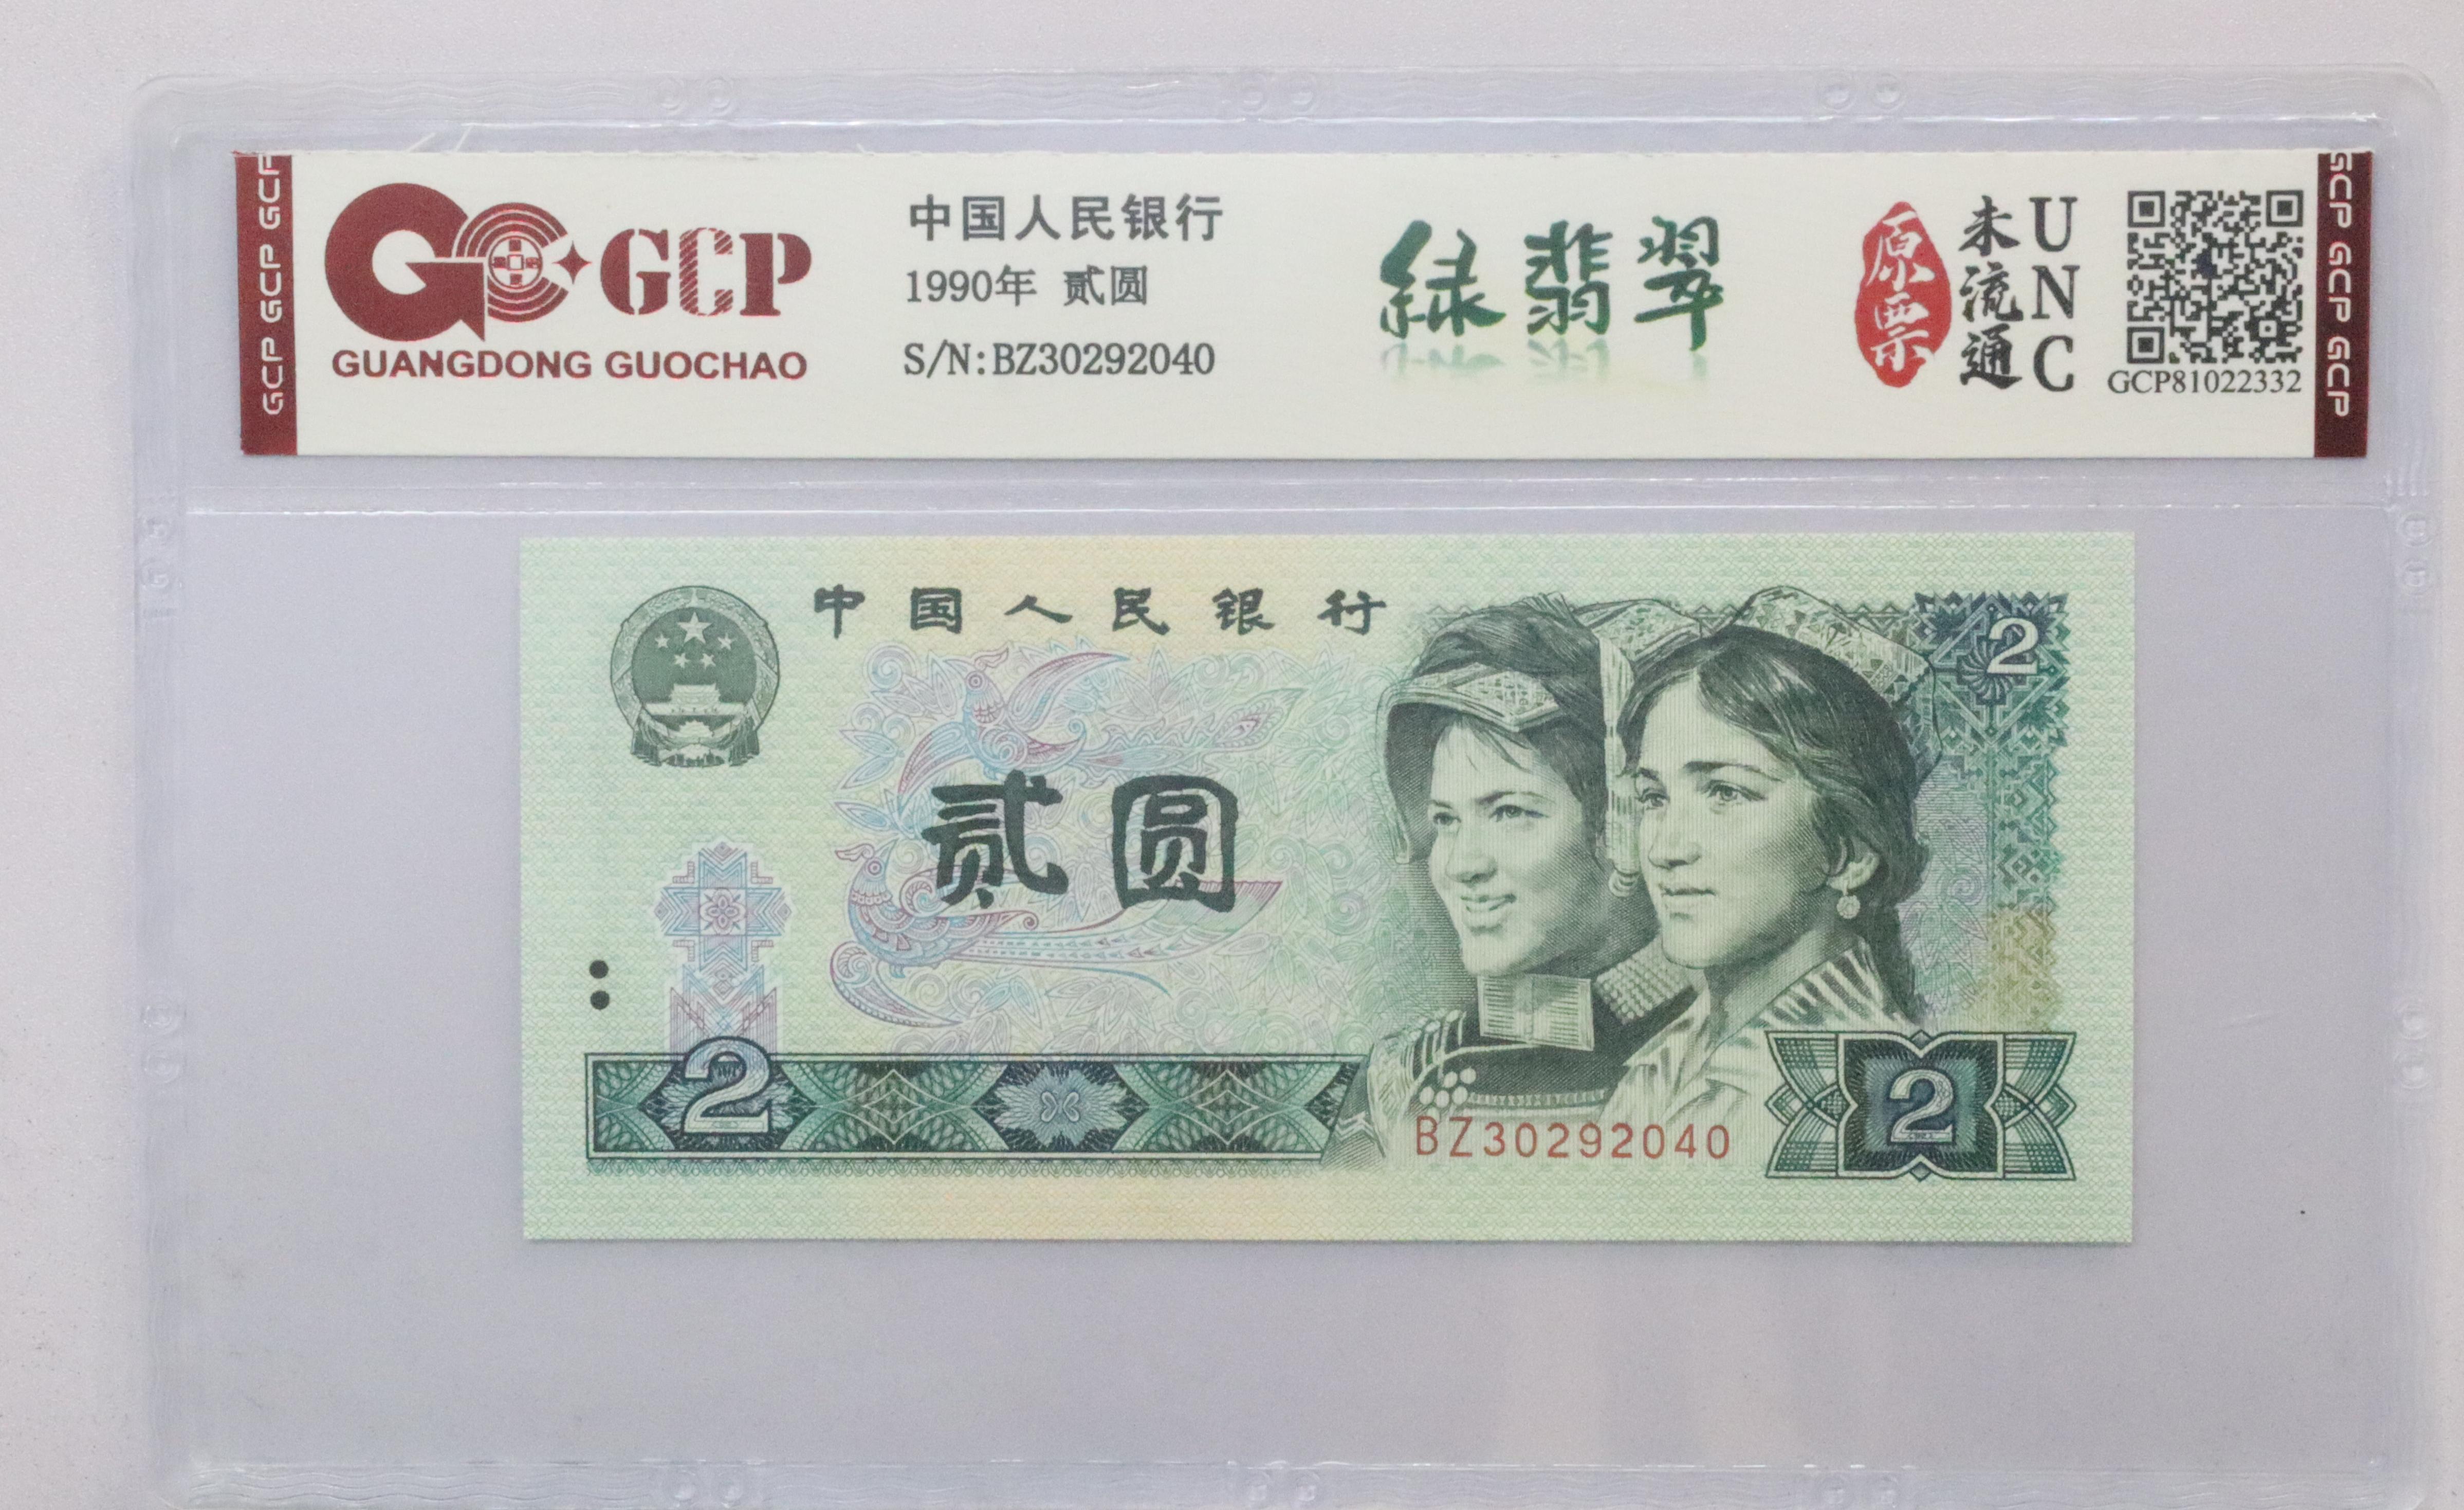 GCP GCP GCP
GCP
GUANGDONG GUOCHAO
中国人民银行
1990年 贰圆
S/N:BZ30292040
緑翡翠
原票
未流通
UNC
GCP81022332
GCP GCP GCP
中国人民银行
2
贰圆
2
BZ30292040
2